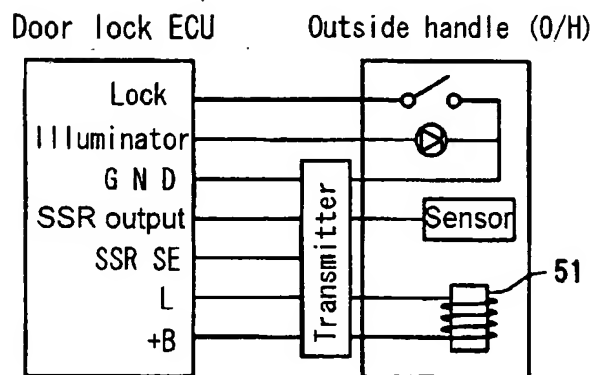 Door lock ECU
Outside handle (O/H)
Lock
Illuminator
GND
SSR output
SSR SE
L
+B
Transmitter
Sensor
51